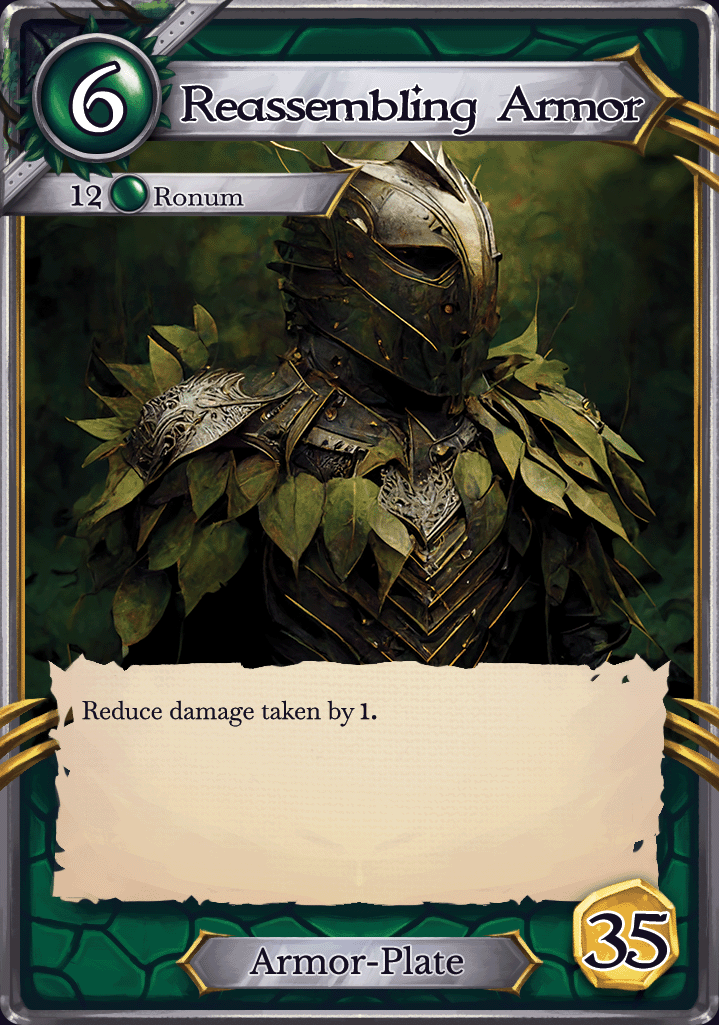 6
Reassembling Armor
12 Ronum
Reduce damage taken by 1.
35
Armor-Plate